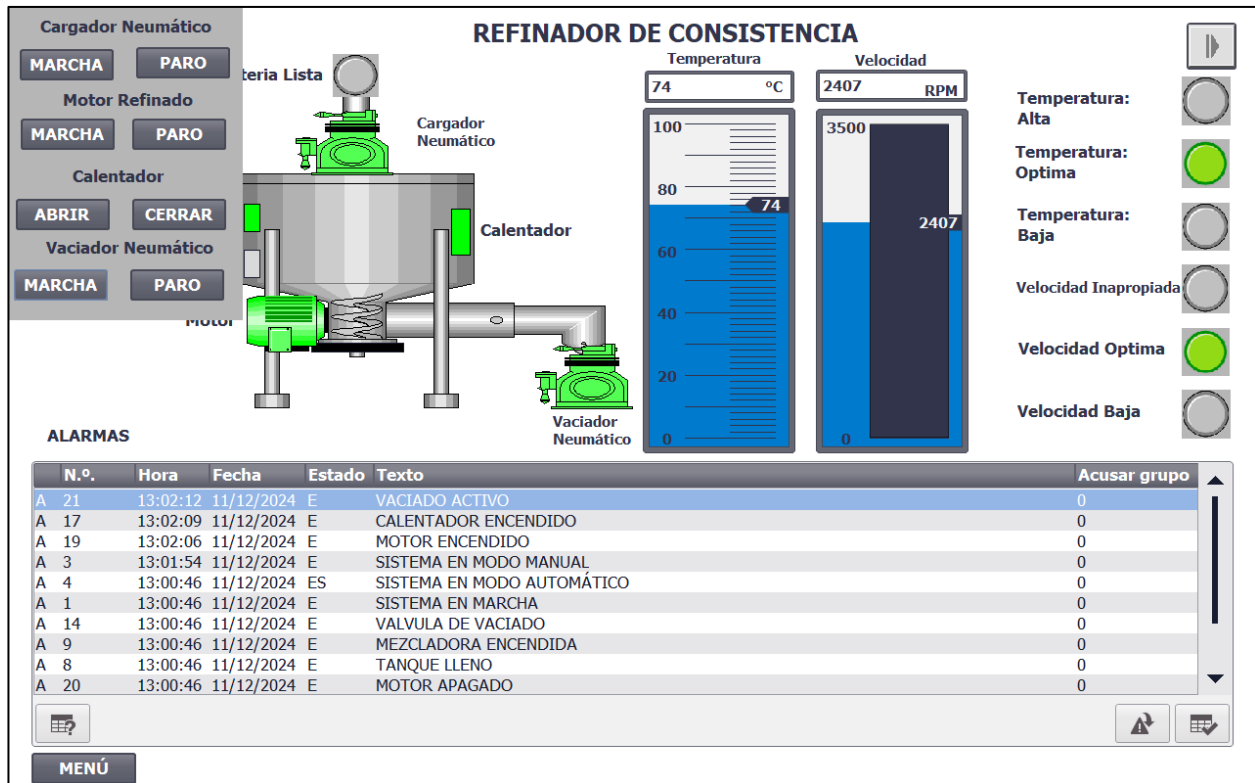 REFINADOR DE CONSISTENCIA
Cargador Neumático
MARCHA PARO
Motor Refinado
MARCHA PARO
Calentador
ABRIR CERRAR
Vaciador Neumático
MARCHA PARO
Lista
Cargador
Neumático
Calentador
Motor
Vaciador
Neumático
Temperatura
74 ºC
100
80
74
60
40
20
0
Velocidad
2407 RPM
3500
2407
0
Temperatura:
Alta
Temperatura:
Optima
Temperatura:
Baja
Velocidad Inapropiada
Velocidad Optima
Velocidad Baja
ALARMAS
N.º. Hora Fecha Estado Texto Acusar grupo
A 21 13:02:12 11/12/2024 E VACIADO ACTIVO 0
A 17 13:02:09 11/12/2024 E CALENTADOR ENCENDIDO 0
A 19 13:02:06 11/12/2024 E MOTOR ENCENDIDO 0
A 3 13:01:54 11/12/2024 E SISTEMA EN MODO MANUAL 0
A 4 13:00:46 11/12/2024 ES SISTEMA EN MODO AUTOMÁTICO 0
A 1 13:00:46 11/12/2024 E SISTEMA EN MARCHA 0
A 14 13:00:46 11/12/2024 E VALVULA DE VACIADO 0
A 9 13:00:46 11/12/2024 E MEZCLADORA ENCENDIDA 0
A 8 13:00:46 11/12/2024 E TANQUE LLENO 0
A 20 13:00:46 11/12/2024 E MOTOR APAGADO 0
MENÚ